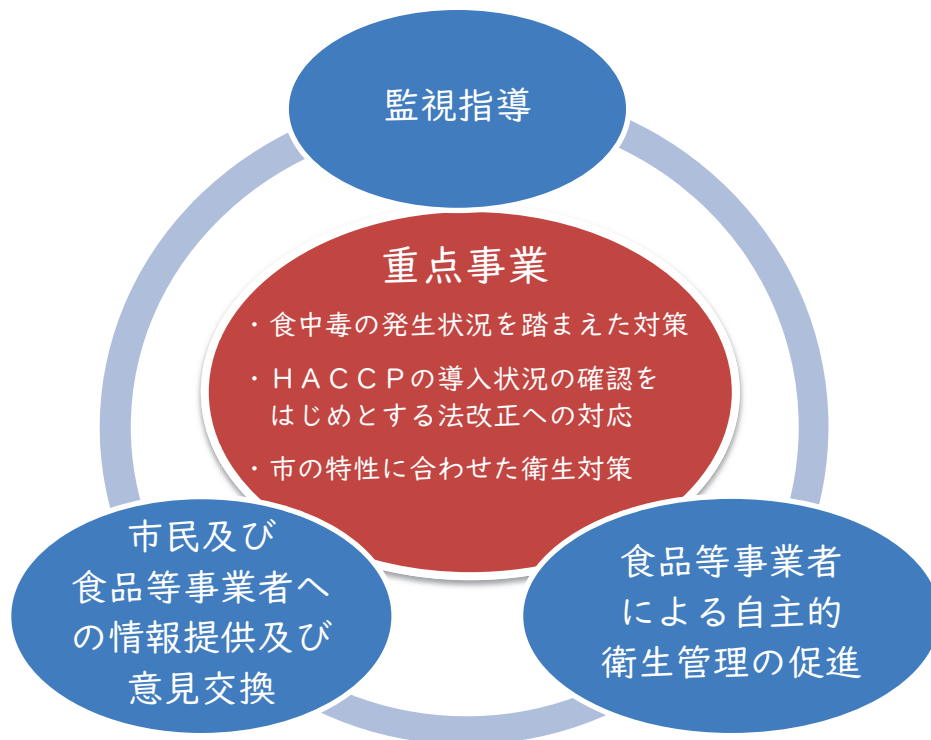 監視指導
重点事業
・食中毒の発生状況を踏まえた対策
・ＨＡＣＣＰの導入状況の確認を
はじめとする法改正への対応
・市の特性に合わせた衛生対策
市民及び
食品等事業者へ
の情報提供及び
意見交換
食品等事業者
による自主的
衛生管理の促進